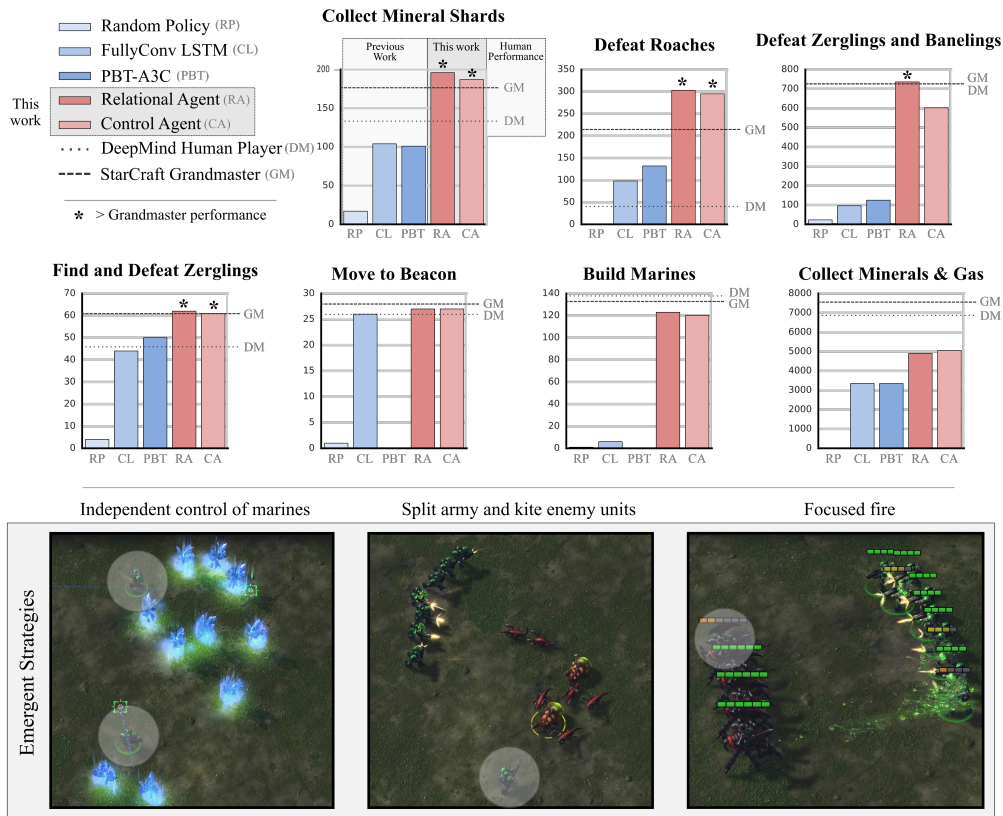 Random Policy (RP)
FullyConv LSTM (CL)
PBT-A3C (PBT)
This work
Relational Agent (RA)
Control Agent (CA)
DeepMind Human Player (DM)
StarCraft Grandmaster (GM)
* > Grandmaster performance
Collect Mineral Shards
Previous Work
This work
Human Performance
200
150
100
50
0
* *
GM
DM
RP CL PBT RA CA
Defeat Roaches
350
300
250
200
150
100
50
0
* *
GM
DM
RP CL PBT RA CA
Defeat Zerglings and Banelings
800
700
600
500
400
300
200
100
0
*
GM
DM
RP CL PBT RA CA
Find and Defeat Zerglings
70
60
50
40
30
20
10
0
* *
GM
DM
RP CL PBT RA CA
Move to Beacon
30
25
20
15
10
5
0
GM
DM
RP CL PBT RA CA
Build Marines
140
120
100
80
60
40
20
0
DM
GM
RP CL PBT RA CA
Collect Minerals & Gas
8000
7000
6000
5000
4000
3000
2000
1000
0000
GM
DM
RP CL PBT RA CA
Emergent Strategies
Independent control of marines
Split army and kite enemy units
Focused fire